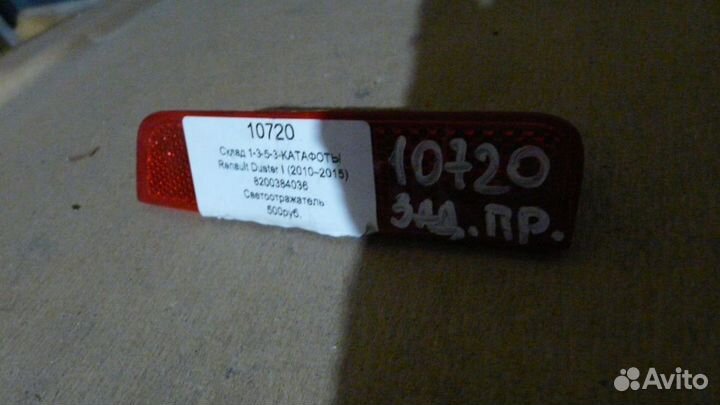 10720
Склад 1-3-5-3-КАТАФОТЫ
Renault Duster I (2010-2015)
8200384036
Светоотражатель
500руб.
10720
ЗАД. ПР.
Avito